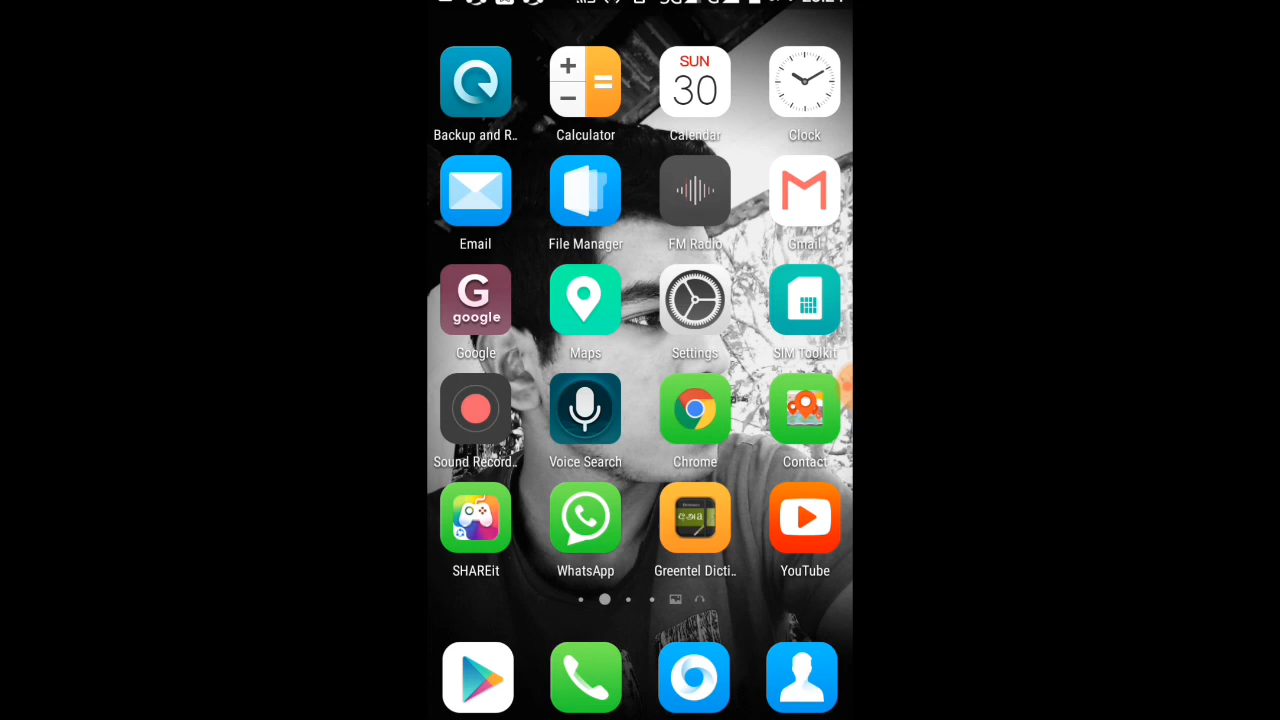 SUN
30
Backup and R..
Calculator
Calendar
Clock
Email
File Manager
FM Radio
Gmail
G
google
Google
Maps
Settings
SIM Toolkit
Sound Record..
Voice Search
Chrome
Contact
SHAREit
WhatsApp
Greentel Dicti..
YouTube